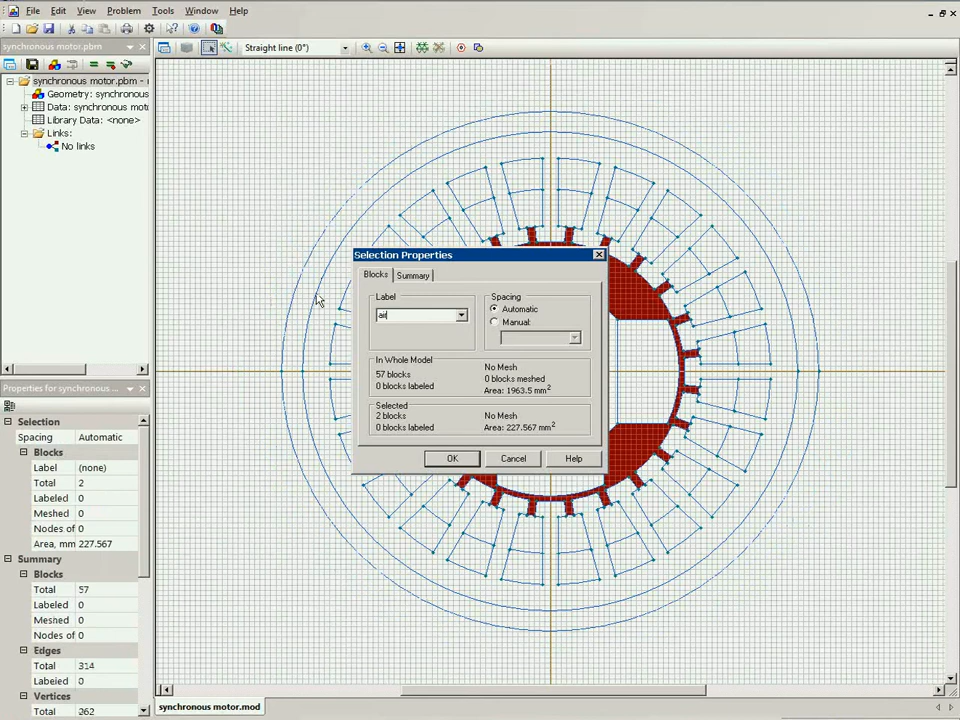 File Edit View Problem Tools Window Help
Straight line (0°)
synchronous motor.pbm
synchronous motor.pbm -
Geometry: synchronous
Data: synchronous mot
Library Data: <none>
Links:
No links
Properties for synchronous ...
Selection
Spacing Automatic
Blocks
Label (none)
Total 2
Labeled 0
Meshed 0
Nodes of 0
Area, mm 227.567
Summary
Blocks
Total 57
Labeled 0
Meshed 0
Nodes of 0
Edges
Total 314
Labeled 0
Vertices
Total 262
Selection Properties
Blocks Summary
Label
air
Spacing
Automatic
Manual:
In Whole Model
57 blocks
0 blocks labeled
No Mesh
0 blocks meshed
Area: 1963.5 mm²
Selected
2 blocks
0 blocks labeled
No Mesh
Area: 227.567 mm²
OK Cancel Help
synchronous motor.mod